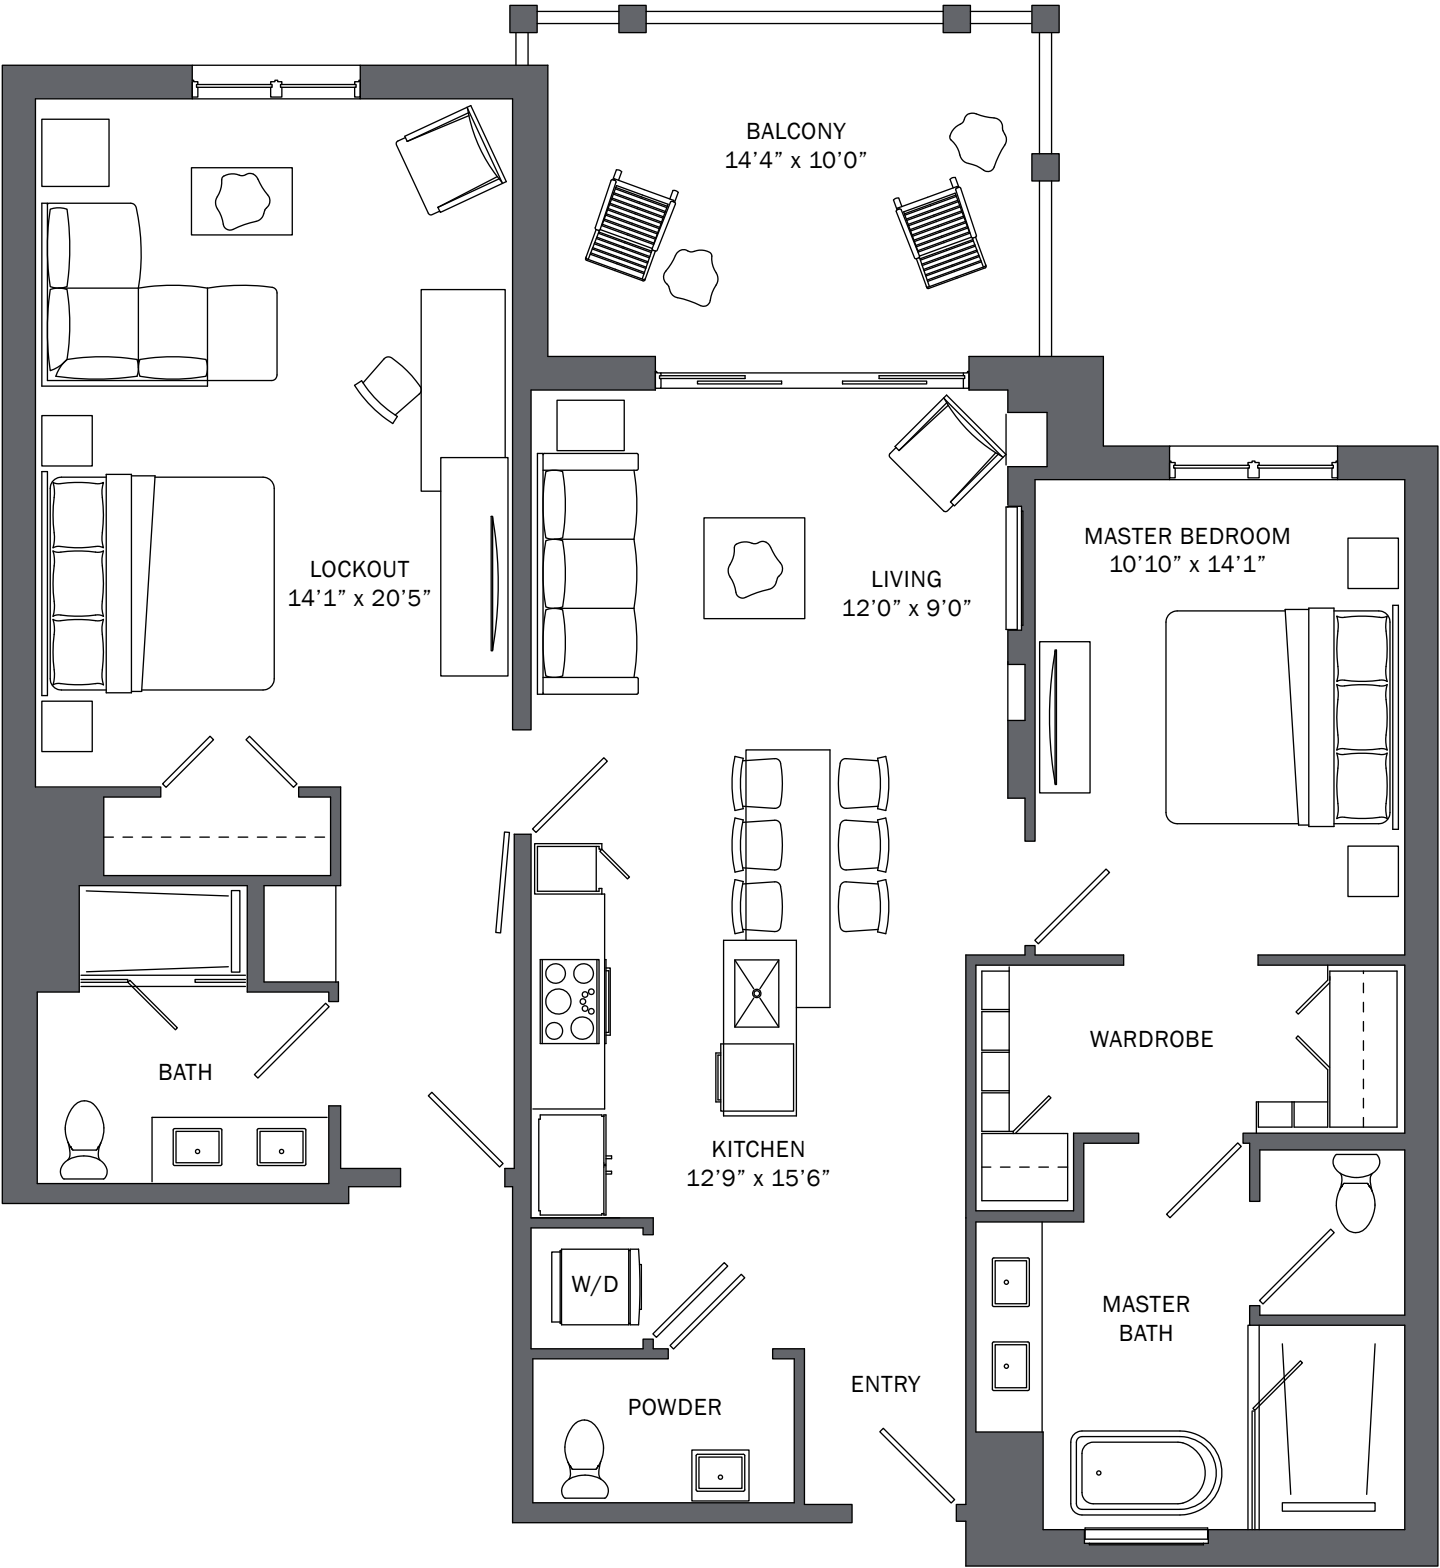 BALCONY
14’4” x 10’0”
LOCKOUT
14’1” x 20’5”
LIVING
12’0” x 9’0”
MASTER BEDROOM
10’10” x 14’1”
WARDROBE
BATH
KITCHEN
12’9” x 15’6”
W/D
MASTER
BATH
POWDER
ENTRY